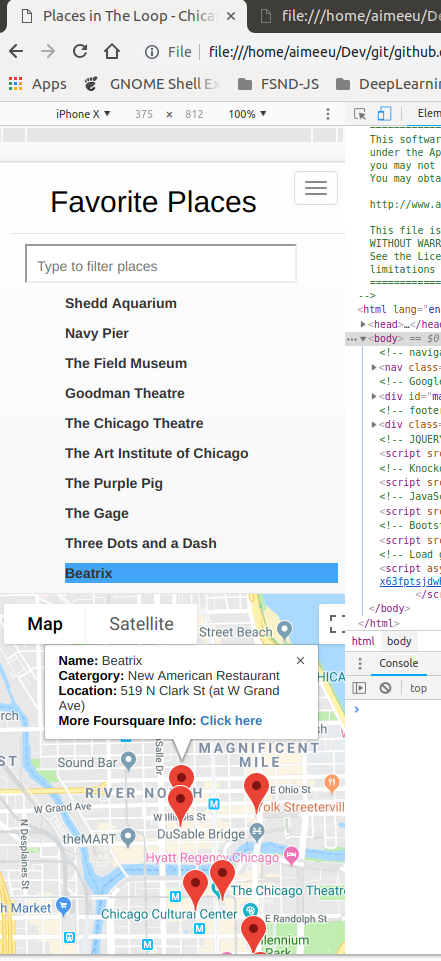 Places in The Loop - Chica
file:///home/aimeeu/De
File
file:///home/aimeeu/Dev/git/github.c
Apps
GNOME Shell Ex
FSND-JS
DeepLearnin
iPhone X
375 × 812
100%
Elem
Favorite Places
Type to filter places
Shedd Aquarium
Navy Pier
The Field Museum
Goodman Theatre
The Chicago Theatre
The Art Institute of Chicago
The Purple Pig
The Gage
Three Dots and a Dash
Beatrix
Map
Satellite
Street Beach
Name: Beatrix
Catergory: New American Restaurant
Location: 519 N Clark St (at W Grand
Ave)
More Foursquare Info: Click here
×
MAGNIFICENT
MILE
Sound Bar
RIVER NORTH
E Ohio St
W Grand Ave
W Illinois St
Yolk Streeterville
DuSable Bridge
theMART
N Desplaines St
Hyatt Regency Chicago
The Chicago Theatre
h Market
Chicago Cultural Center
E Randolph St
llennium
Park
This softwar
under the Ap
you may not
You may obta
http://www.a
This file is
WITHOUT WARR
See the Lice
limitations
-->
<html lang="en
<head>…</hea
<body> == $0
<!-- naviga
<nav class=
<!-- Google
<div id="ma
<!-- footer
<div class=
<!-- JQUERY
<script src
<!-- Knocko
<script src
<!-- JavaSc
<script src
<!-- Bootst
<script src
<!-- Load g
<script asy
x63fptsjdwh
</scr
</body>
</html>
html
body
Console
top